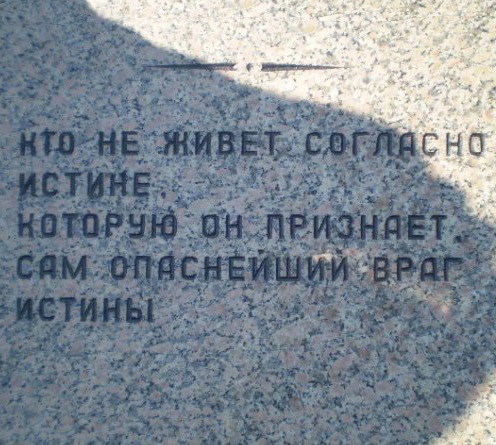 КТО НЕ ЖИВЕТ СОГЛАСНО
ИСТИНЕ
КОТОРУЮ ОН ПРИЗНАЕТ,
САМ ОПАСНЕЙШИЙ ВРАГ
ИСТИНЫ